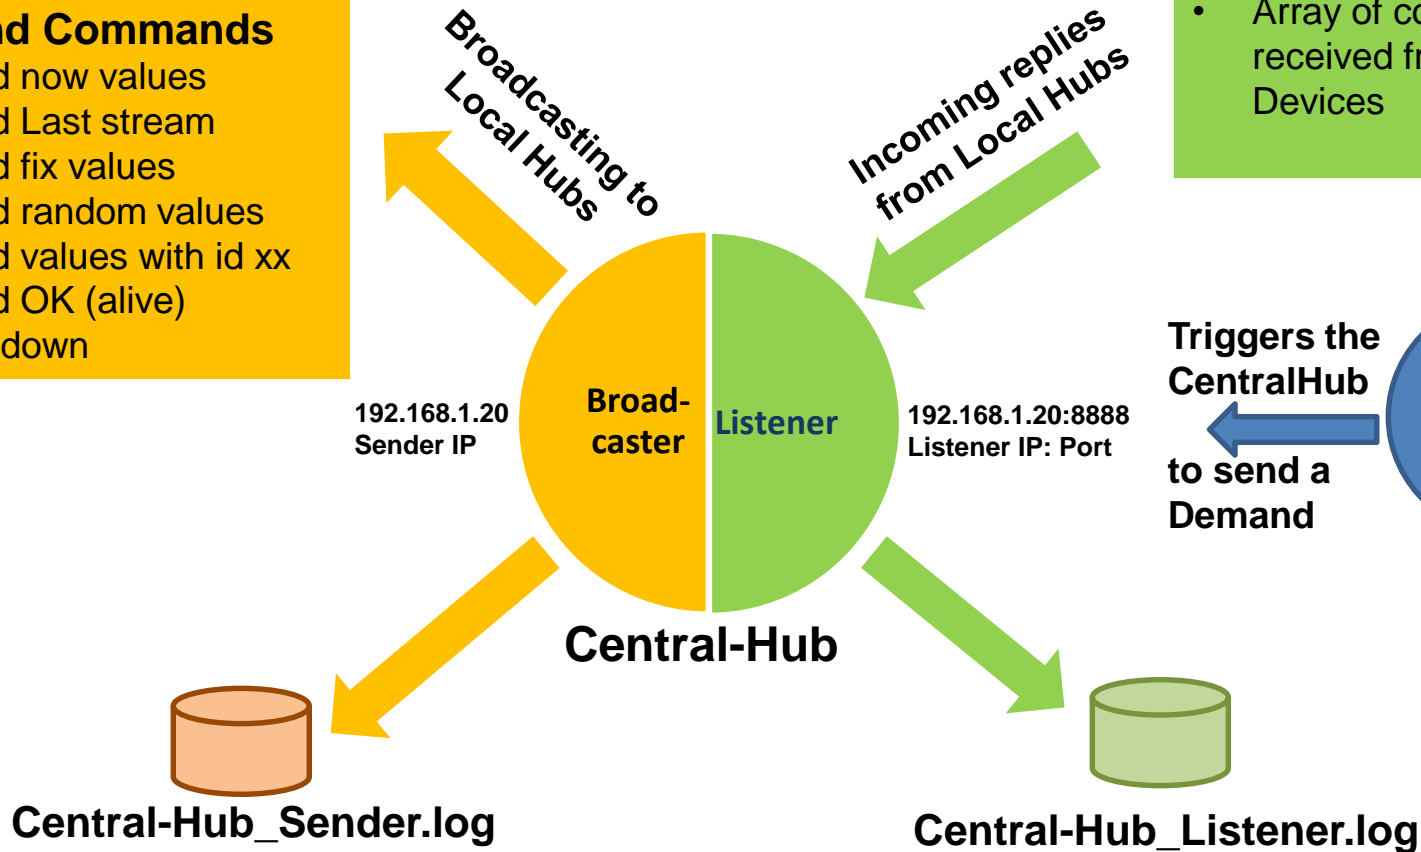 nd Commands
d now values
d Last stream
d fix values
d random values
d values with id xx
d OK (alive)
down
Broadcasting to
Local Hubs
Incoming replies
from Local Hubs
• Array of co
received fr
Devices
192.168.1.20
Sender IP
Broad-
caster
Listener
192.168.1.20:8888
Listener IP: Port
Triggers the
CentralHub
to send a
Demand
Central-Hub
Central-Hub_Sender.log
Central-Hub_Listener.log